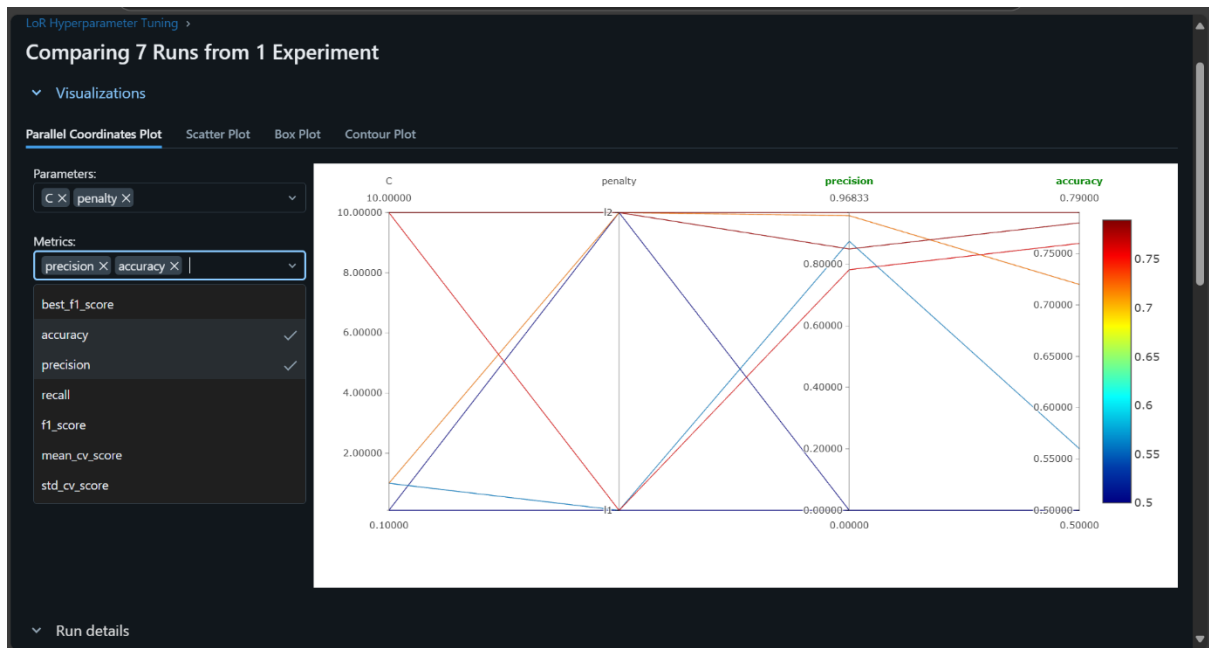 LoR Hyperparameter Tuning ›
Comparing 7 Runs from 1 Experiment
Visualizations
Parallel Coordinates Plot Scatter Plot Box Plot Contour Plot
Parameters:
C × penalty ×
Metrics:
precision × accuracy ×
best_f1_score
accuracy
precision
recall
f1_score
mean_cv_score
std_cv_score
C penalty precision accuracy
10.00000 0.96833 0.79000
10.00000
8.00000
6.00000
4.00000
2.00000
0.10000
l2
l1
0.80000
0.60000
0.40000
0.20000
0.00000
0.00000
0.75000
0.70000
0.65000
0.60000
0.55000
0.50000
0.50000
0.75
0.7
0.65
0.6
0.55
0.5
Run details